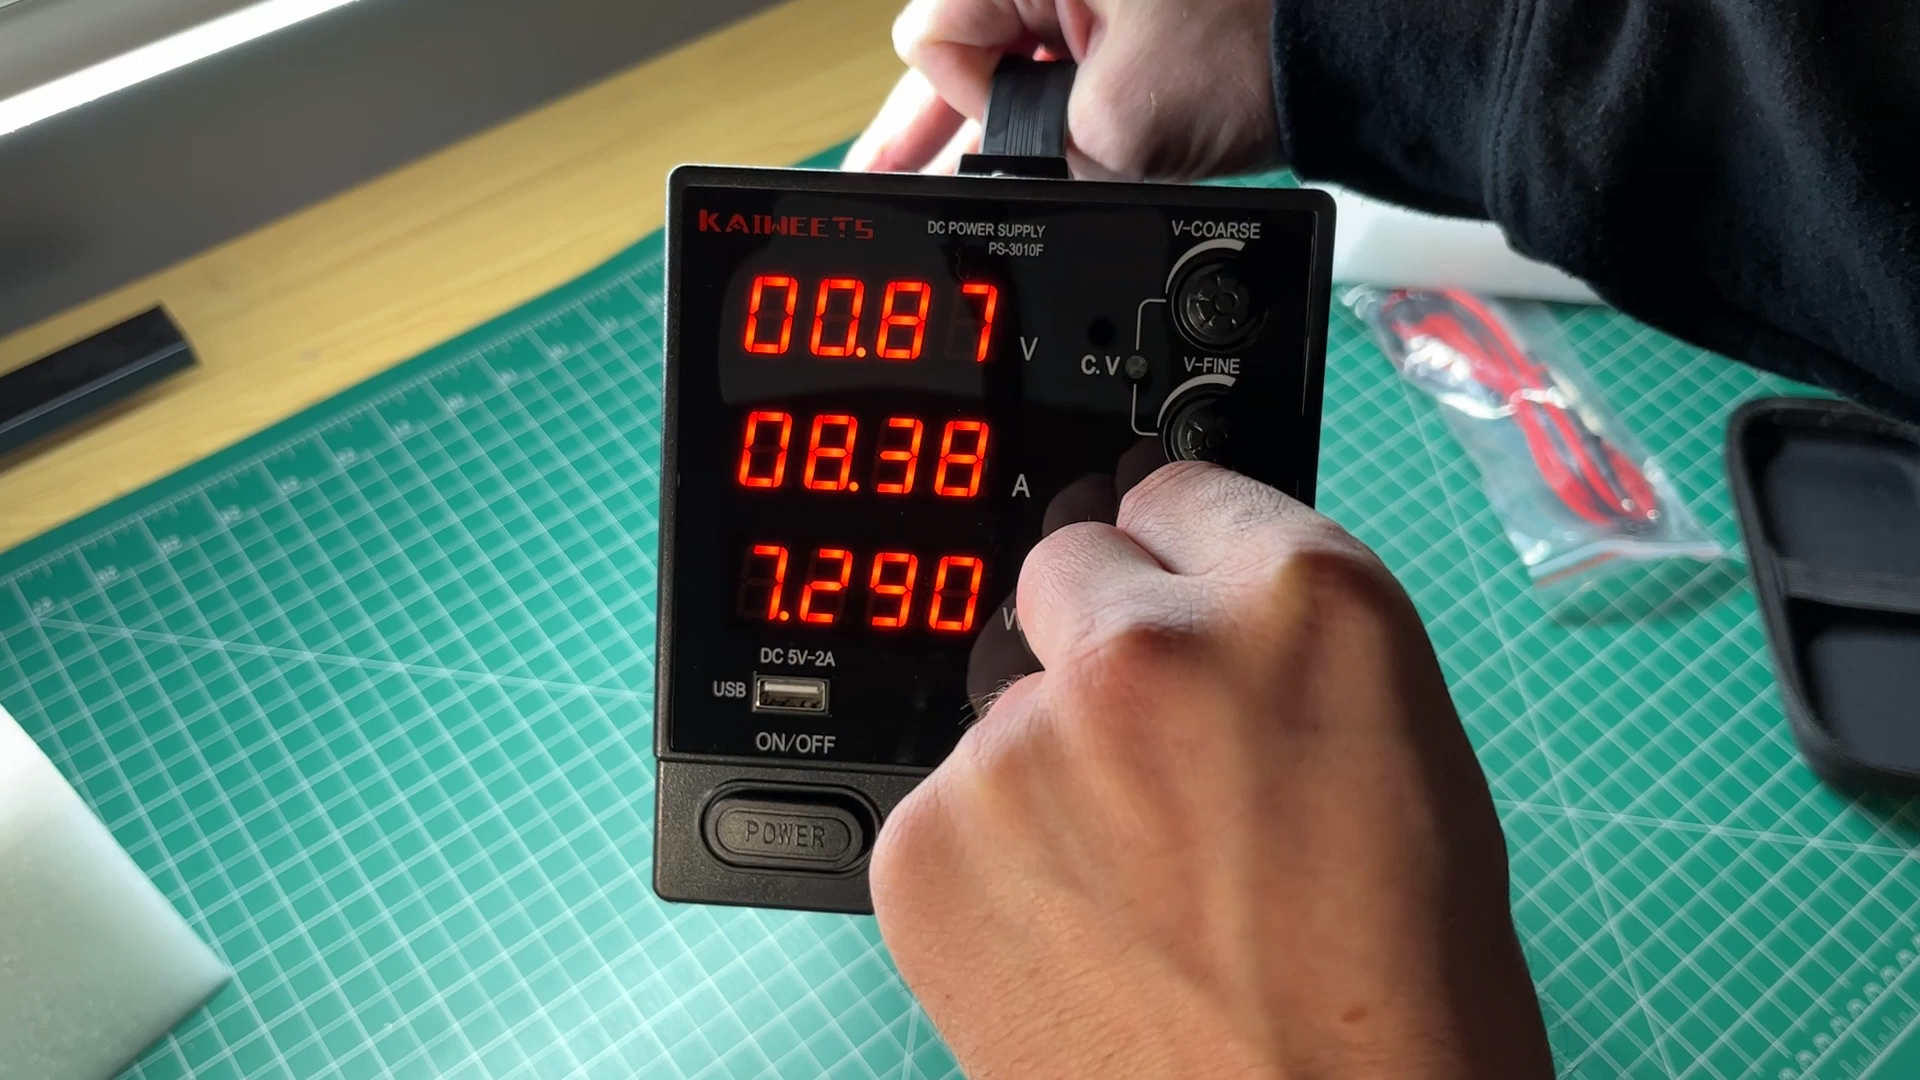 KAIWEETS
DC POWER SUPPLY
PS-3010F
V-COARSE
00.87 V
C.V
V-FINE
08.38 A
7.290 W
DC 5V-2A
USB
ON/OFF
POWER